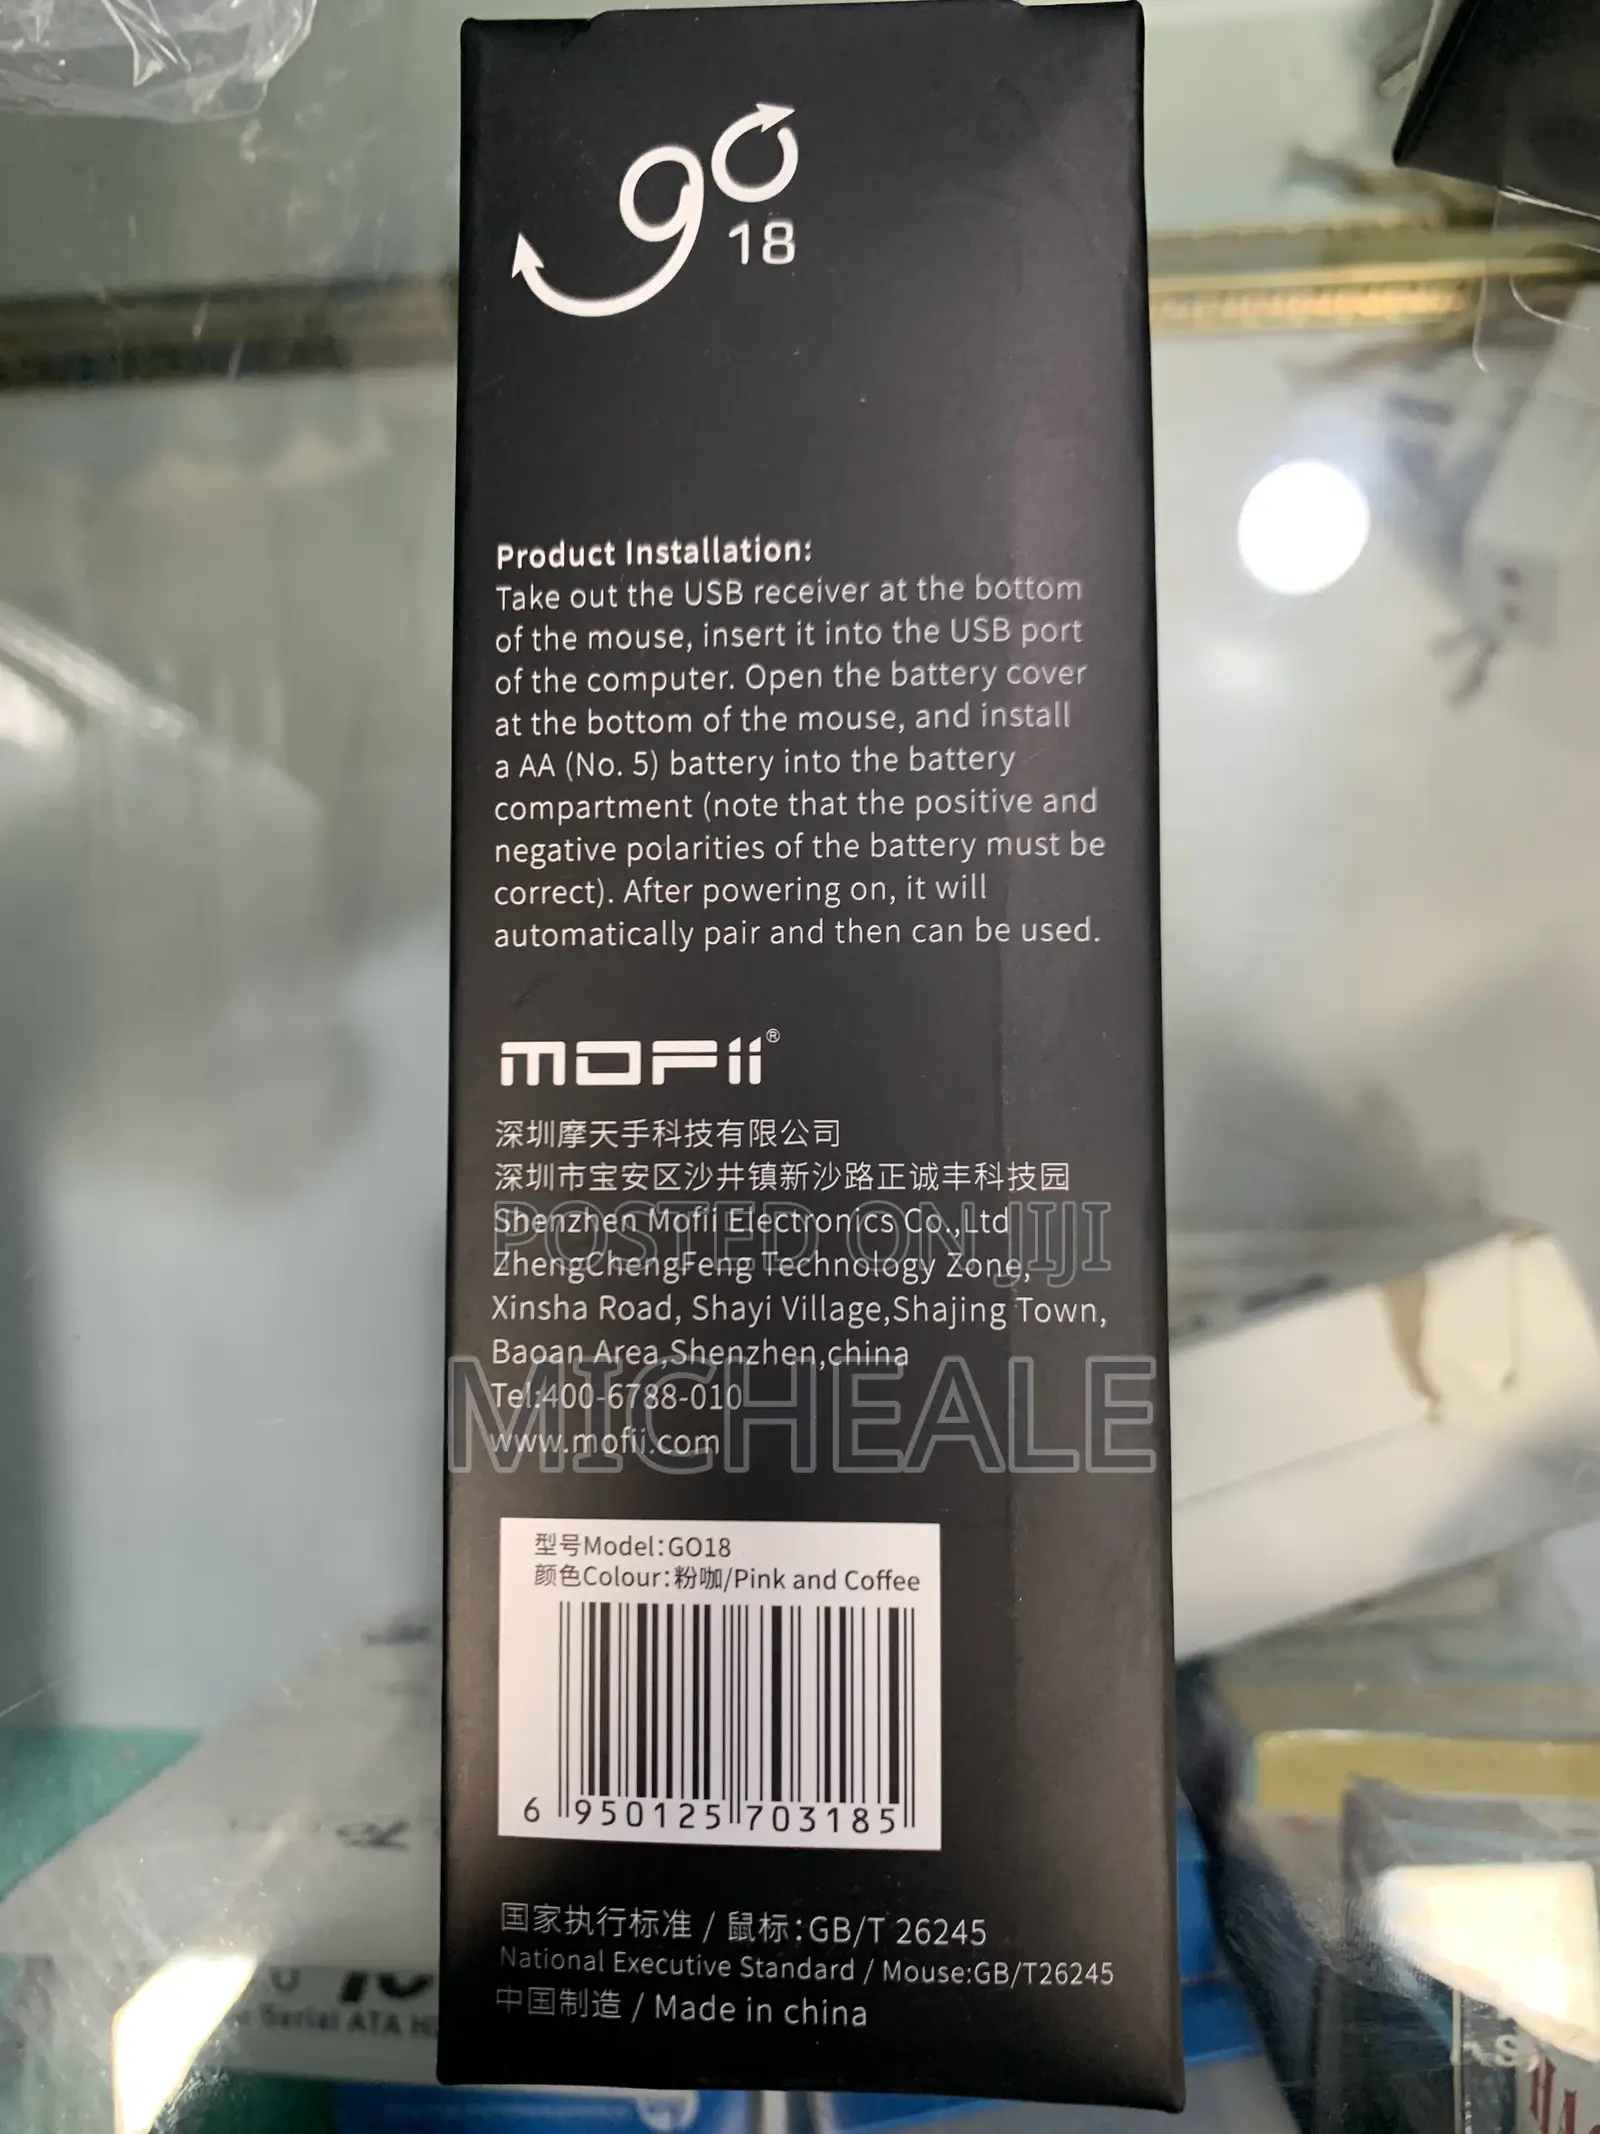 go
18
Product Installation:
Take out the USB receiver at the bottom
of the mouse, insert it into the USB port
of the computer. Open the battery cover
at the bottom of the mouse, and install
a AA (No. 5) battery into the battery
compartment (note that the positive and
negative polarities of the battery must be
correct). After powering on, it will
automatically pair and then can be used.
MOFii®
深圳摩天手科技有限公司
深圳市宝安区沙井镇新沙路正诚丰科技园
POSTED ON JIJI
Shenzhen Mofii Electronics Co.,Ltd
ZhengChengFeng Technology Zone,
Xinsha Road, Shayi Village,Shajing Town,
Baoan Area,Shenzhen,china
MICHEALE
Tel:400-6788-010
www.mofii.com
型号Model:GO18
颜色Colour:粉咖/Pink and Coffee
6 950125 703185
国家执行标准 / 鼠标:GB/T 26245
National Executive Standard / Mouse:GB/T26245
中国制造 / Made in china
Serial ATA